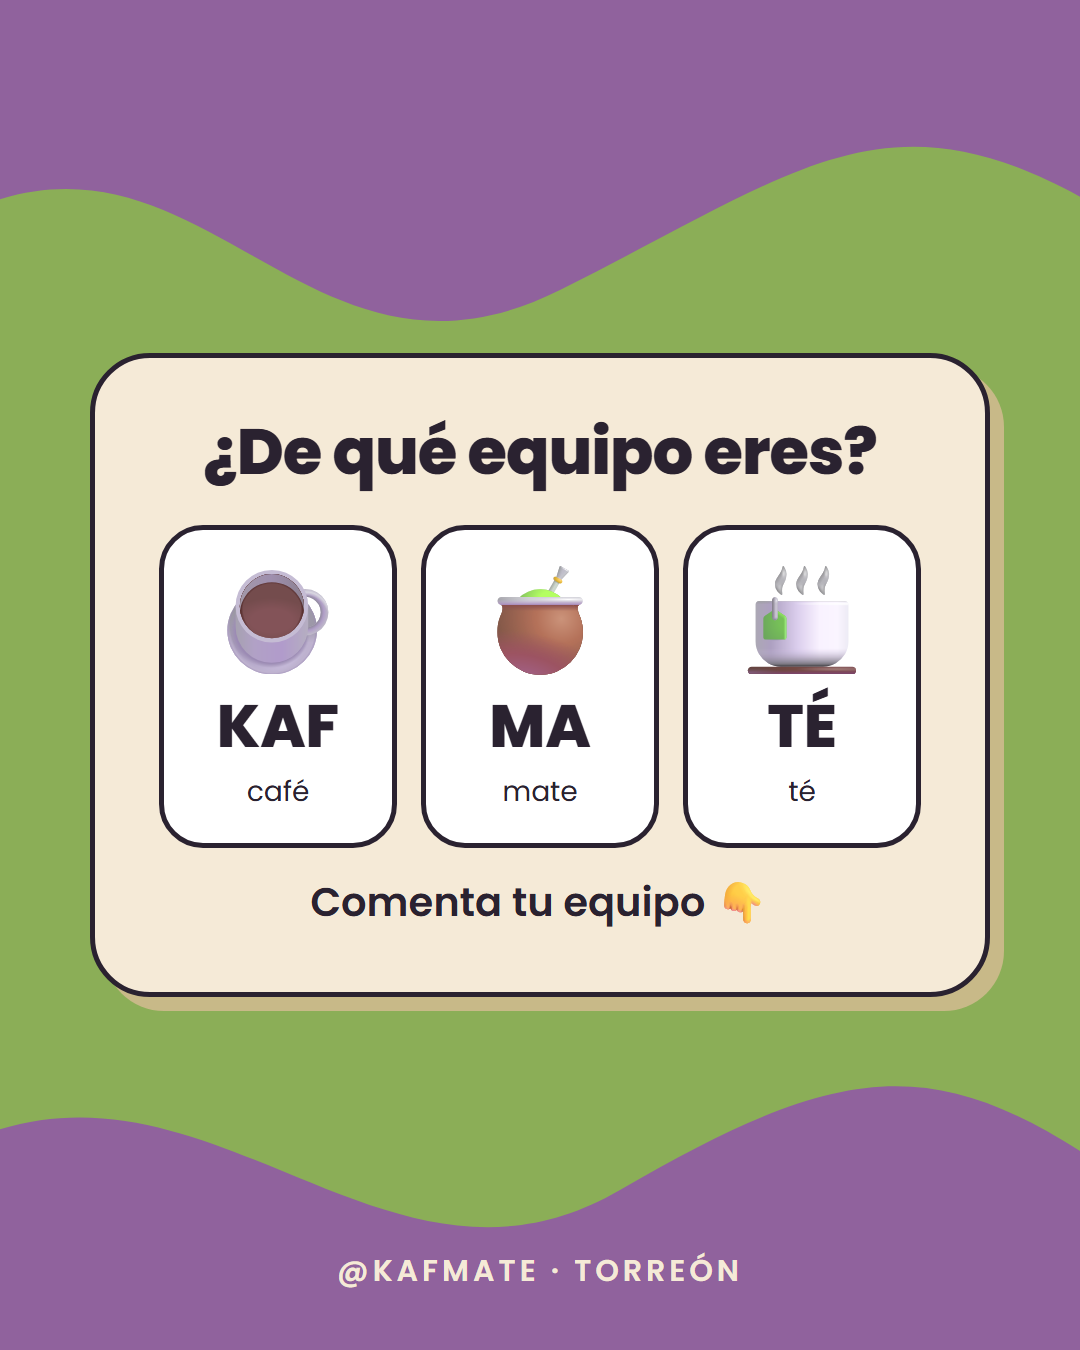 ¿De qué equipo eres?
KAF
café
MA
mate
TÉ
té
Comenta tu equipo 👇
@KAFMATE · TORREÓN